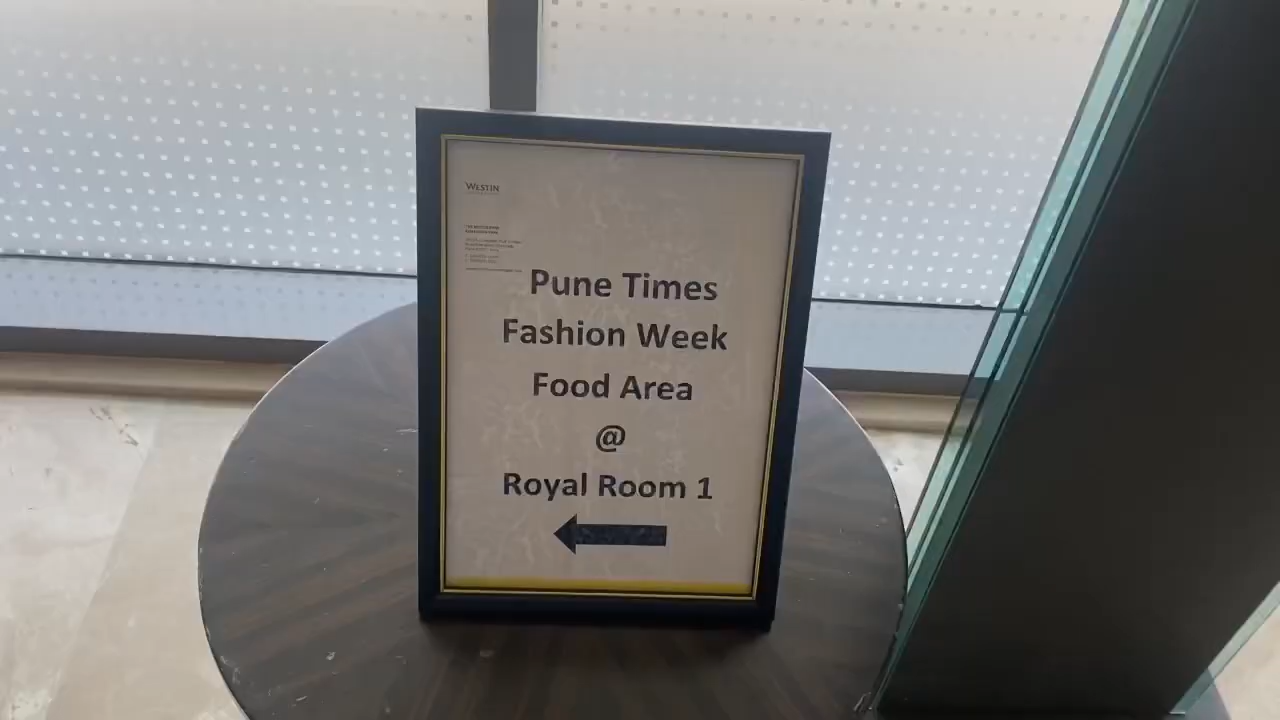 WESTIN
Pune Times
Fashion Week
Food Area
@
Royal Room 1